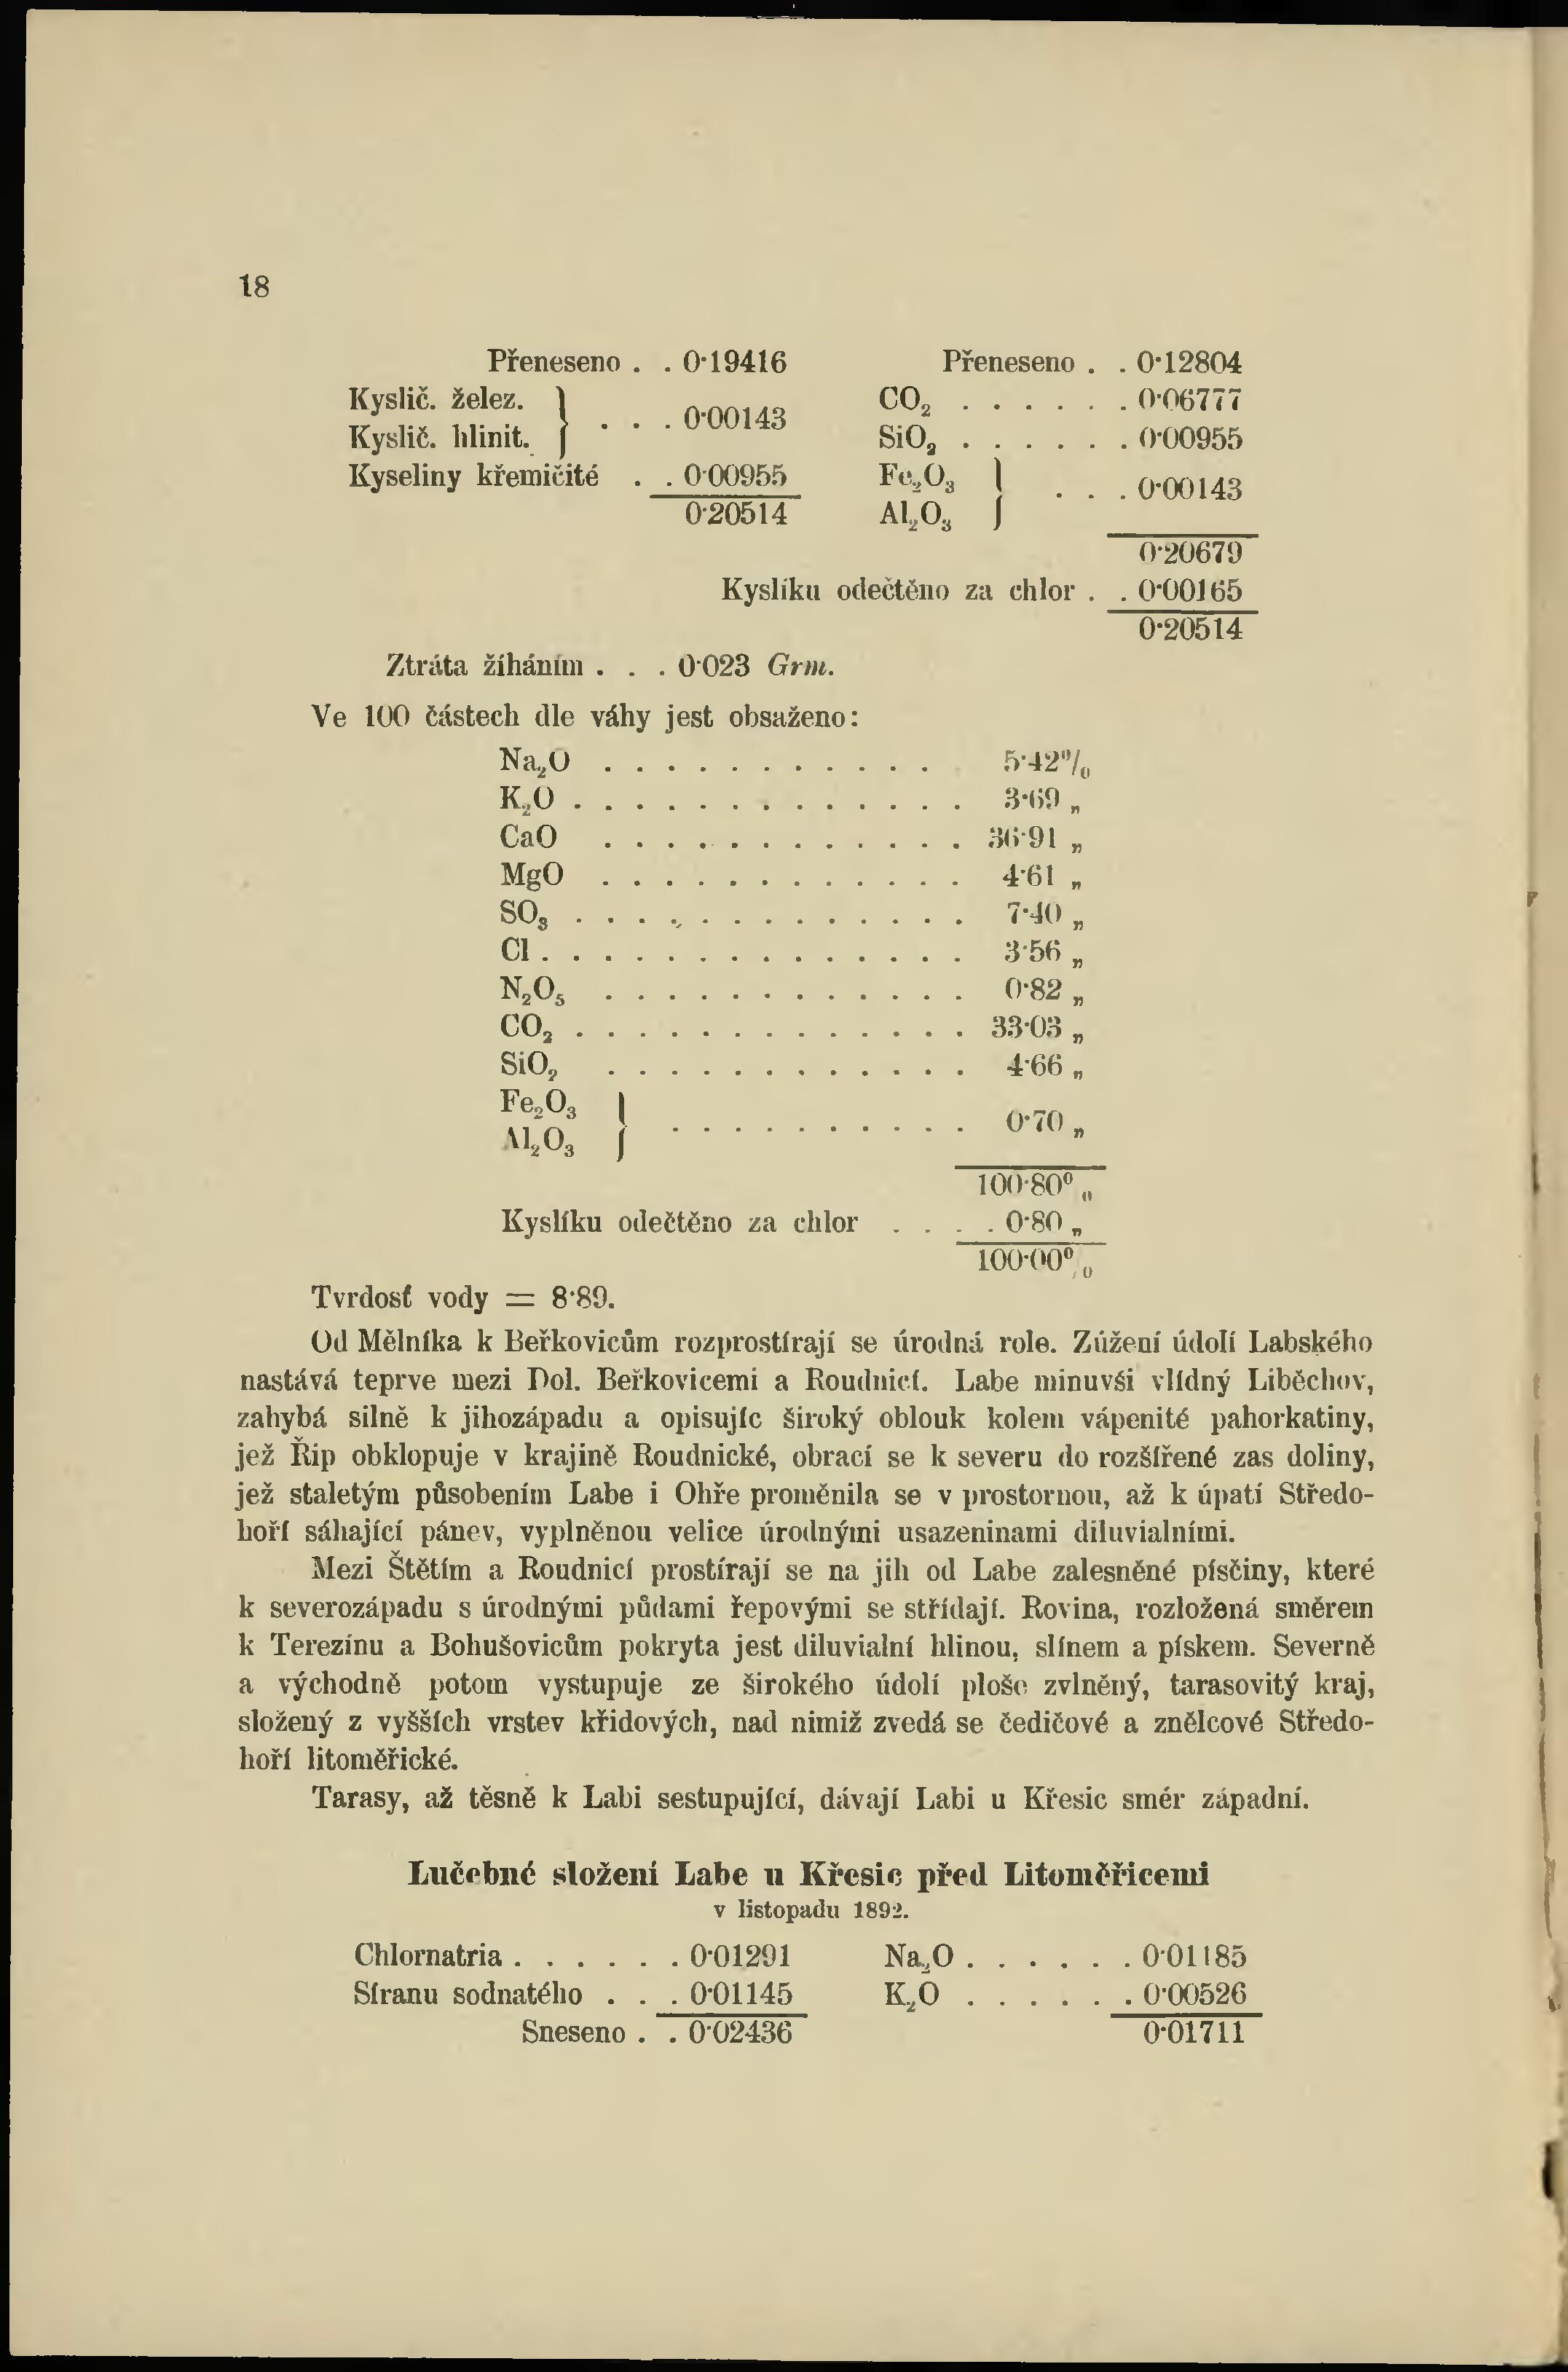 18
Přeneseno . . 0·19416
Kyslič. želez. } . . . 0·00143
Kyslič. hlinit.
Kyseliny křemičité . . 0·00955
0·20514
Přeneseno . . 0·12804
CO₂ . . . . . . 0·06777
SiO₂ . . . . . . 0·00955
Fe₂O₃ } . . . 0·00143
Al₂O₃
0·20679
Kyslíku odečtěno za chlor . . 0·00165
0·20514
Ztráta žíháním . . . 0·023 Grm.
Ve 100 částech dle váhy jest obsaženo:
Na₂O . . . . . . . . . . . 5·42%
K₂O . . . . . . . . . . . . . 3·69 „
CaO . . . . . . . . . . . . 36·91 „
MgO . . . . . . . . . . . . 4·61 „
SO₃ . . . . . . . . . . . . . 7·40 „
Cl . . . . . . . . . . . . . . 3·56 „
N₂O₅ . . . . . . . . . . . . 0·82 „
CO₂ . . . . . . . . . . . . . 33·03 „
SiO₂ . . . . . . . . . . . . 4·66 „
Fe₂O₃ } . . . . . . . . . . 0·70 „
Al₂O₃
100·80%
Kyslíku odečtěno za chlor . . . . 0·80 „
100·00%
Tvrdosť vody = 8·89.
Od Mělníka k Beřkovicům rozprostírají se úrodná role. Zúžení údolí Labského
nastává teprve mezi Dol. Beřkovicemi a Roudnicí. Labe minuvši vlídný Liběchov,
zahybá silně k jihozápadu a opisujíc široký oblouk kolem vápenité pahorkatiny,
jež Řip obklopuje v krajině Roudnické, obrací se k severu do rozšířené zas doliny,
jež staletým působením Labe i Ohře proměnila se v prostornou, až k úpatí Středo-
hoří sáhající pánev, vyplněnou velice úrodnými usazeninami diluvialními.
Mezi Štětím a Roudnicí prostírají se na jih od Labe zalesněné písčiny, které
k severozápadu s úrodnými půdami řepovými se střídají. Rovina, rozložená směrem
k Terezínu a Bohušovicům pokryta jest diluvialní hlinou, slínem a pískem. Severně
a východně potom vystupuje ze širokého údolí ploše zvlněný, tarasovitý kraj,
složený z vyšších vrstev křidových, nad nimiž zvedá se čedičové a znělcové Středo-
hoří litoměřické.
Tarasy, až těsně k Labi sestupující, dávají Labi u Křesic směr západní.
Lučebné složení Labe u Křesic před Litoměřicemi
v listopadu 1892.
Chlornatria . . . . . . 0·01291
Síranu sodnatého . . . 0·01145
Sneseno . . 0·02436
Na₂O . . . . . . 0·01185
K₂O . . . . . . 0·00526
0·01711